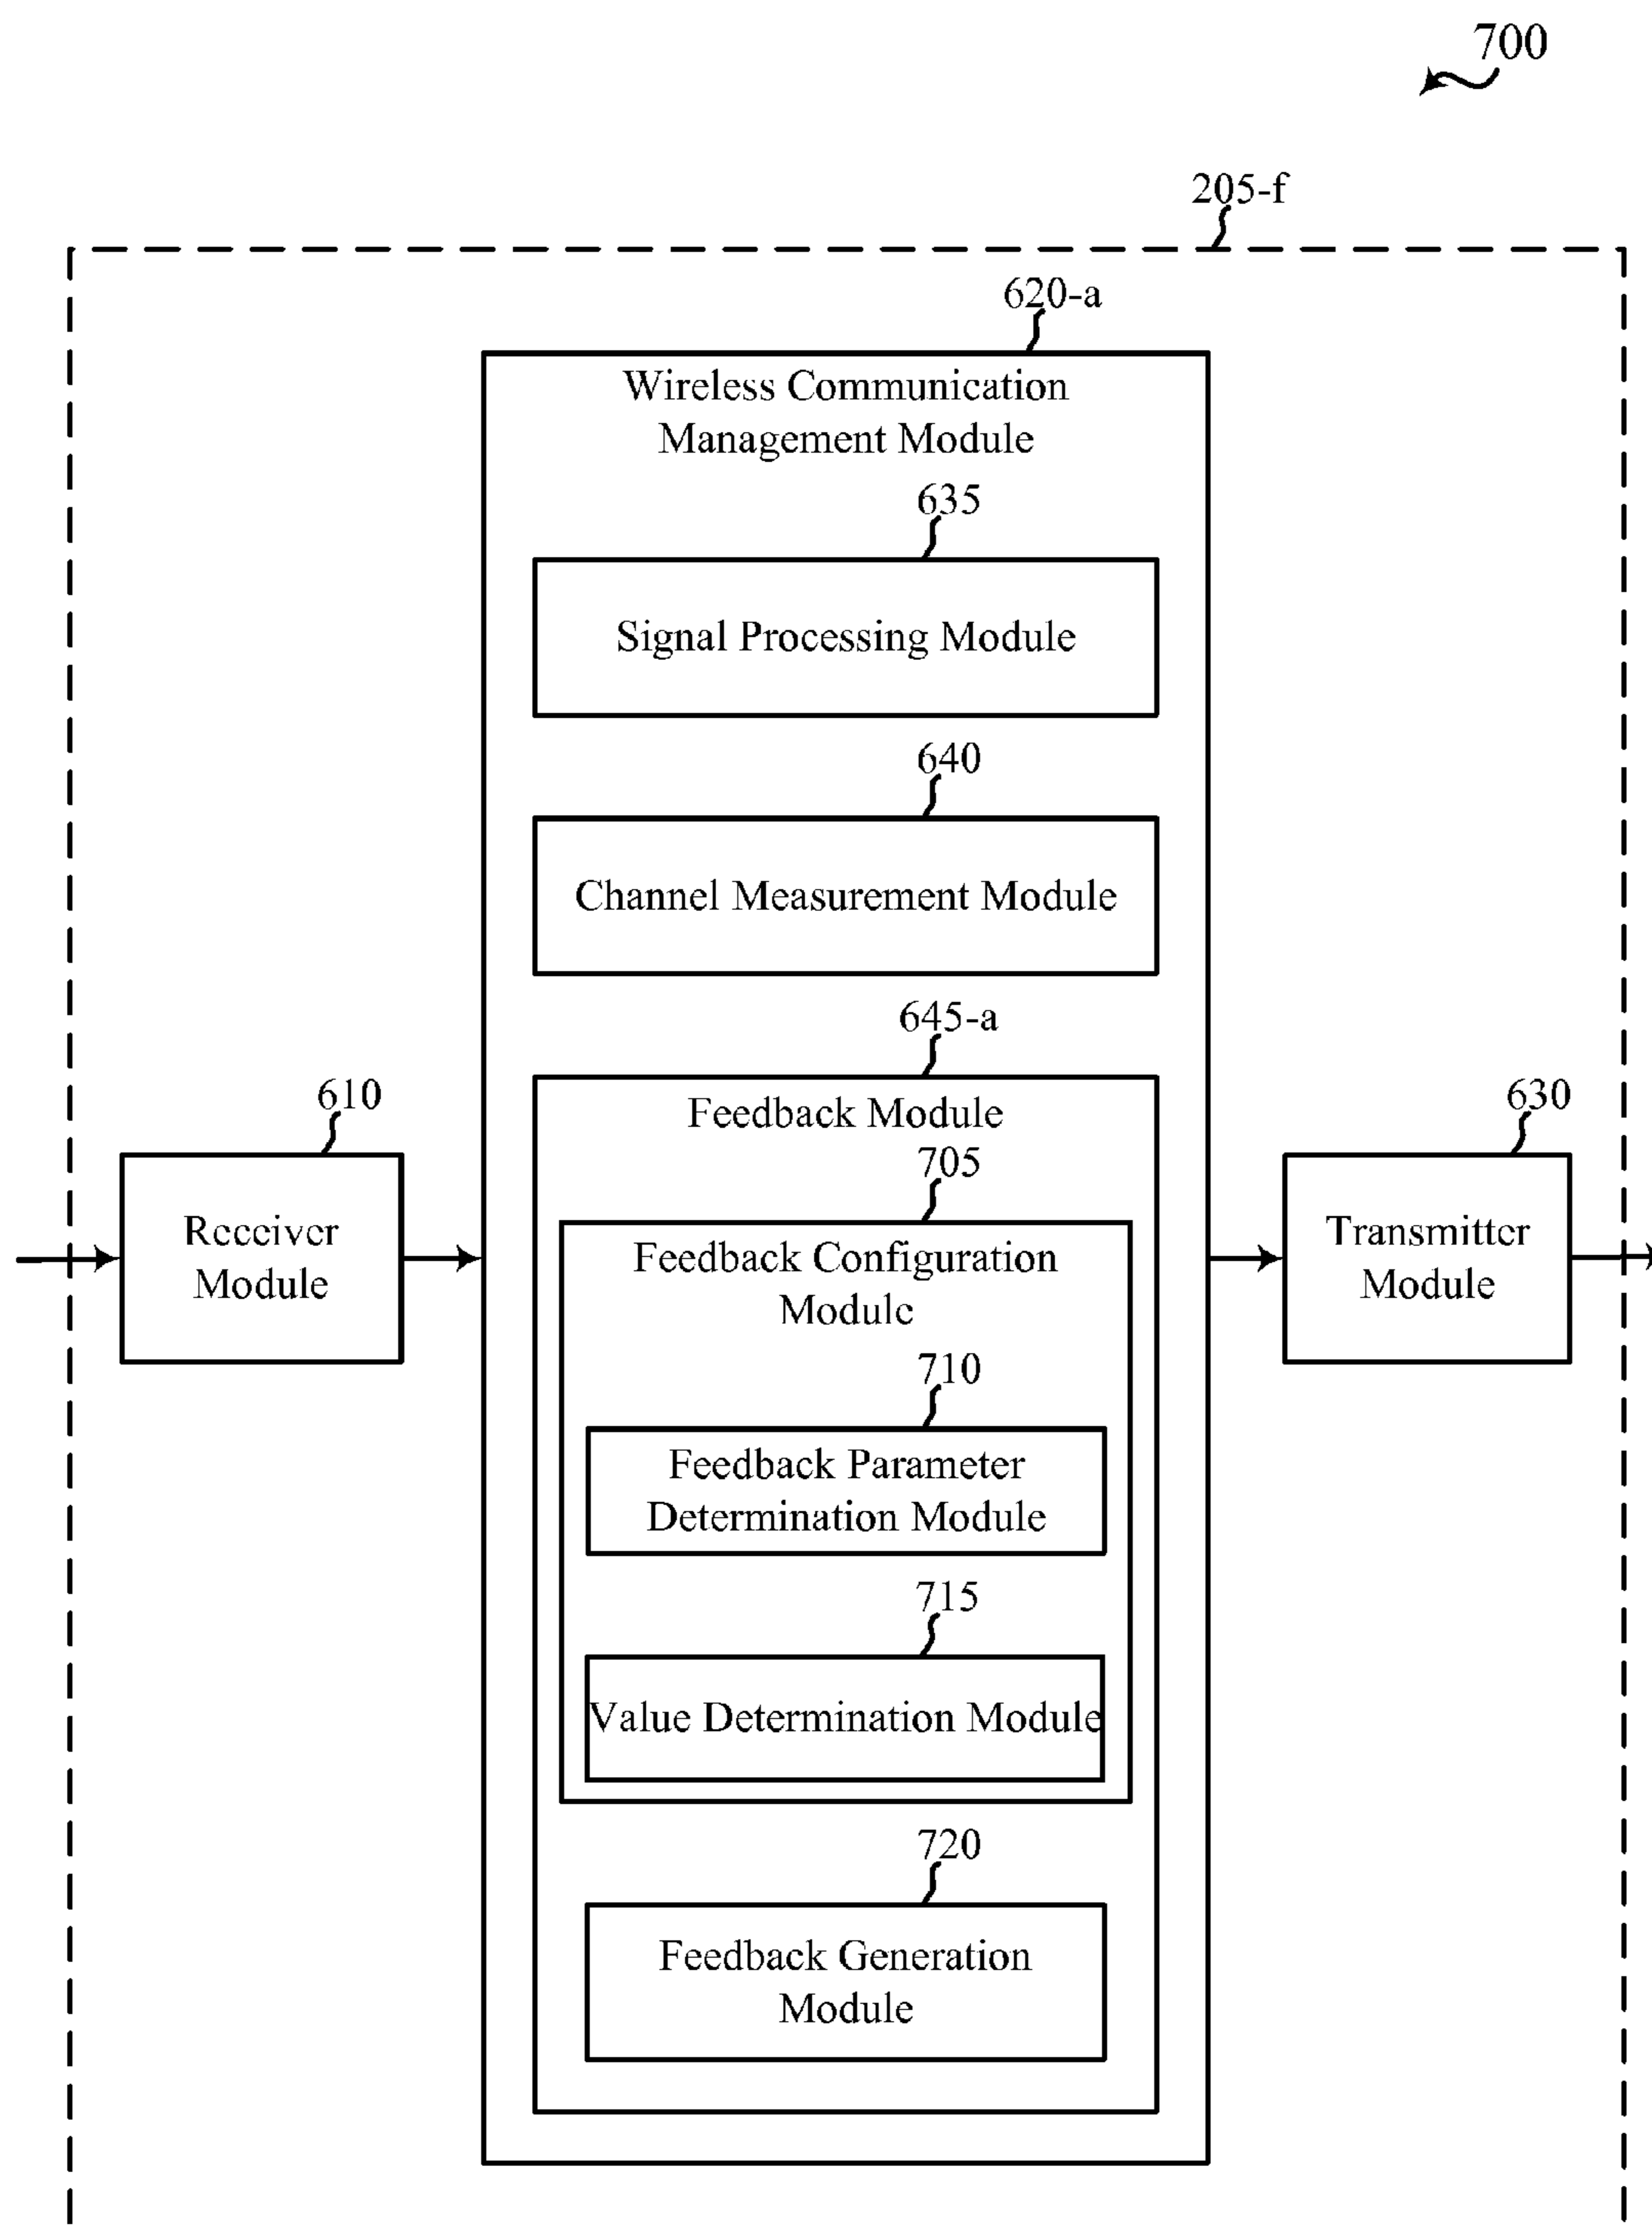 700
205-f
620-a
Wireless Communication
Management Module
635
Signal Processing Module
640
Channel Measurement Module
645-a
Feedback Module
610
Receiver
Module
705
Feedback Configuration
Module
710
Feedback Parameter
Determination Module
715
Value Determination Module
720
Feedback Generation
Module
630
Transmitter
Module